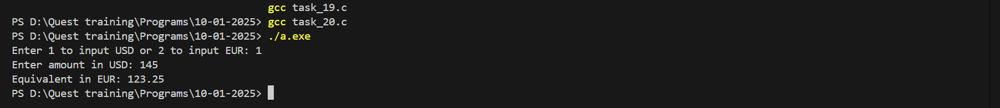 gcc task_19.c
PS D:\Quest training\Programs\10-01-2025> gcc task_20.c
PS D:\Quest training\Programs\10-01-2025> ./a.exe
Enter 1 to input USD or 2 to input EUR: 1
Enter amount in USD: 145
Equivalent in EUR: 123.25
PS D:\Quest training\Programs\10-01-2025>